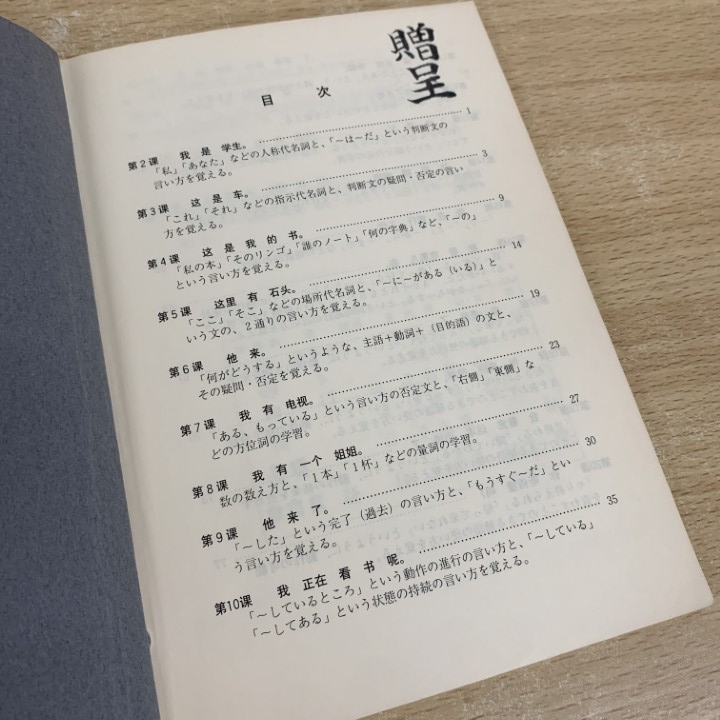 贈呈
目次
第2课 我 是 学生。 1
「私」「あなた」などの人称代名詞と、「〜は〜だ」という判断文の
言い方を覚える。
第3课 这 是 车。 3
「これ」「それ」などの指示代名詞と、判断文の疑問・否定の言い
方を覚える。
第4课 这 是 我 的 书。 9
「私の本」「そのリンゴ」「誰のノート」「何の字典」など、「〜の」
という言い方を覚える。
第5课 这里 有 石头。 14
「ここ」「そこ」などの場所代名詞と、「〜に〜がある（いる）」と
いう文の、2通りの言い方を覚える。
第6课 他 来。 19
「何がどうする」というような、主語＋動詞＋（目的語）の文と、
その疑問・否定を覚える。
第7课 我 有 电视。 23
「ある、もっている」という言い方の否定文と、「右側」「東側」な
どの方位詞の学習。
第8课 我 有 一个 姐姐。 27
数の数え方と、「1本」「1杯」などの量詞の学習。
第9课 他 来 了。 30
「〜した」という完了（過去）の言い方と、「もうすぐ〜だ」とい
う言い方を覚える。
第10课 我 正在 看 书 呢。 35
「〜しているところ」という動作の進行の言い方と、「〜している」
「〜してある」という状態の持続の言い方を覚える。